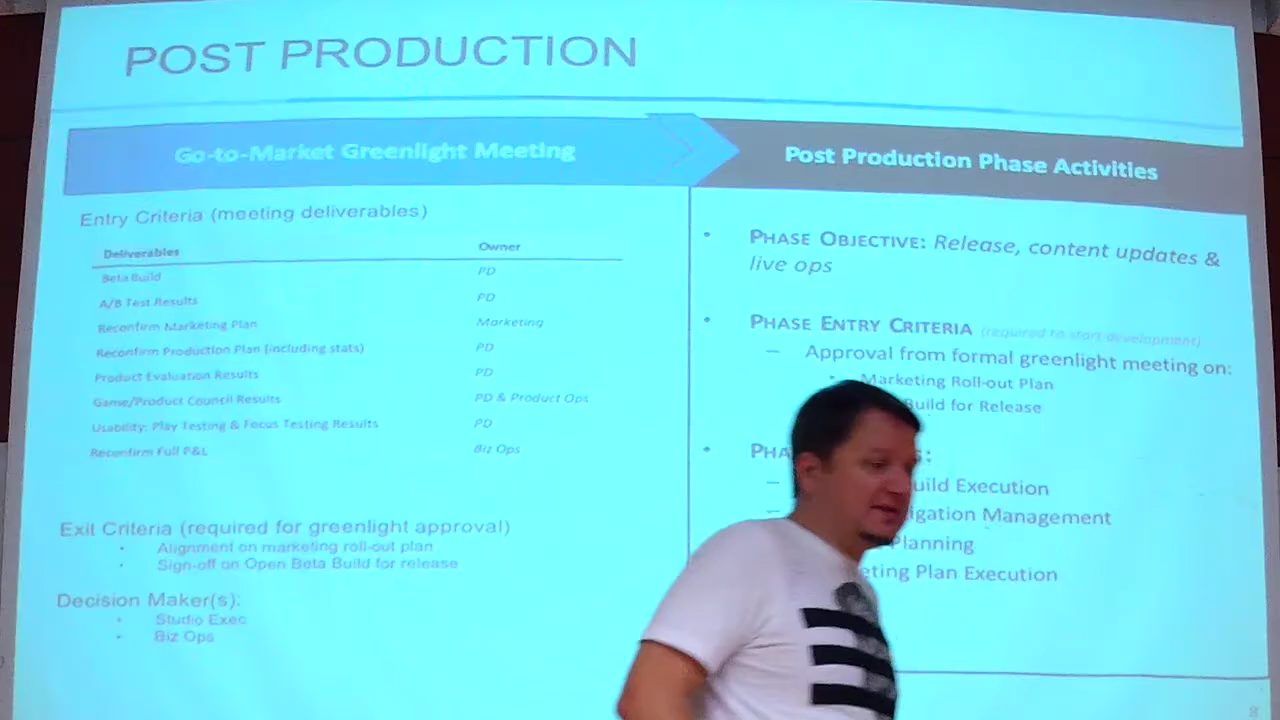 POST PRODUCTION
Go-to-Market Greenlight Meeting
Entry Criteria (meeting deliverables)
Deliverables Owner
Beta Build PD
A/B Test Results PD
Reconfirm Marketing Plan Marketing
Reconfirm Production Plan (including stats) PD
Product Evaluation Results PD
Game/Product Council Results PD & Product Ops
Usability, Play Testing & Focus Testing Results PD
Reconfirm Full P&L Biz Ops
Exit Criteria (required for greenlight approval)
• Alignment on marketing roll-out plan
• Sign-off on Open Beta Build for release
Decision Maker(s):
• Studio Exec
• Biz Ops
Post Production Phase Activities
• PHASE OBJECTIVE: Release, content updates &
live ops
• PHASE ENTRY CRITERIA (required to start development)
– Approval from formal greenlight meeting on:
• Marketing Roll-out Plan
Build for Release
Execution
Management
Planning
Plan Execution
8